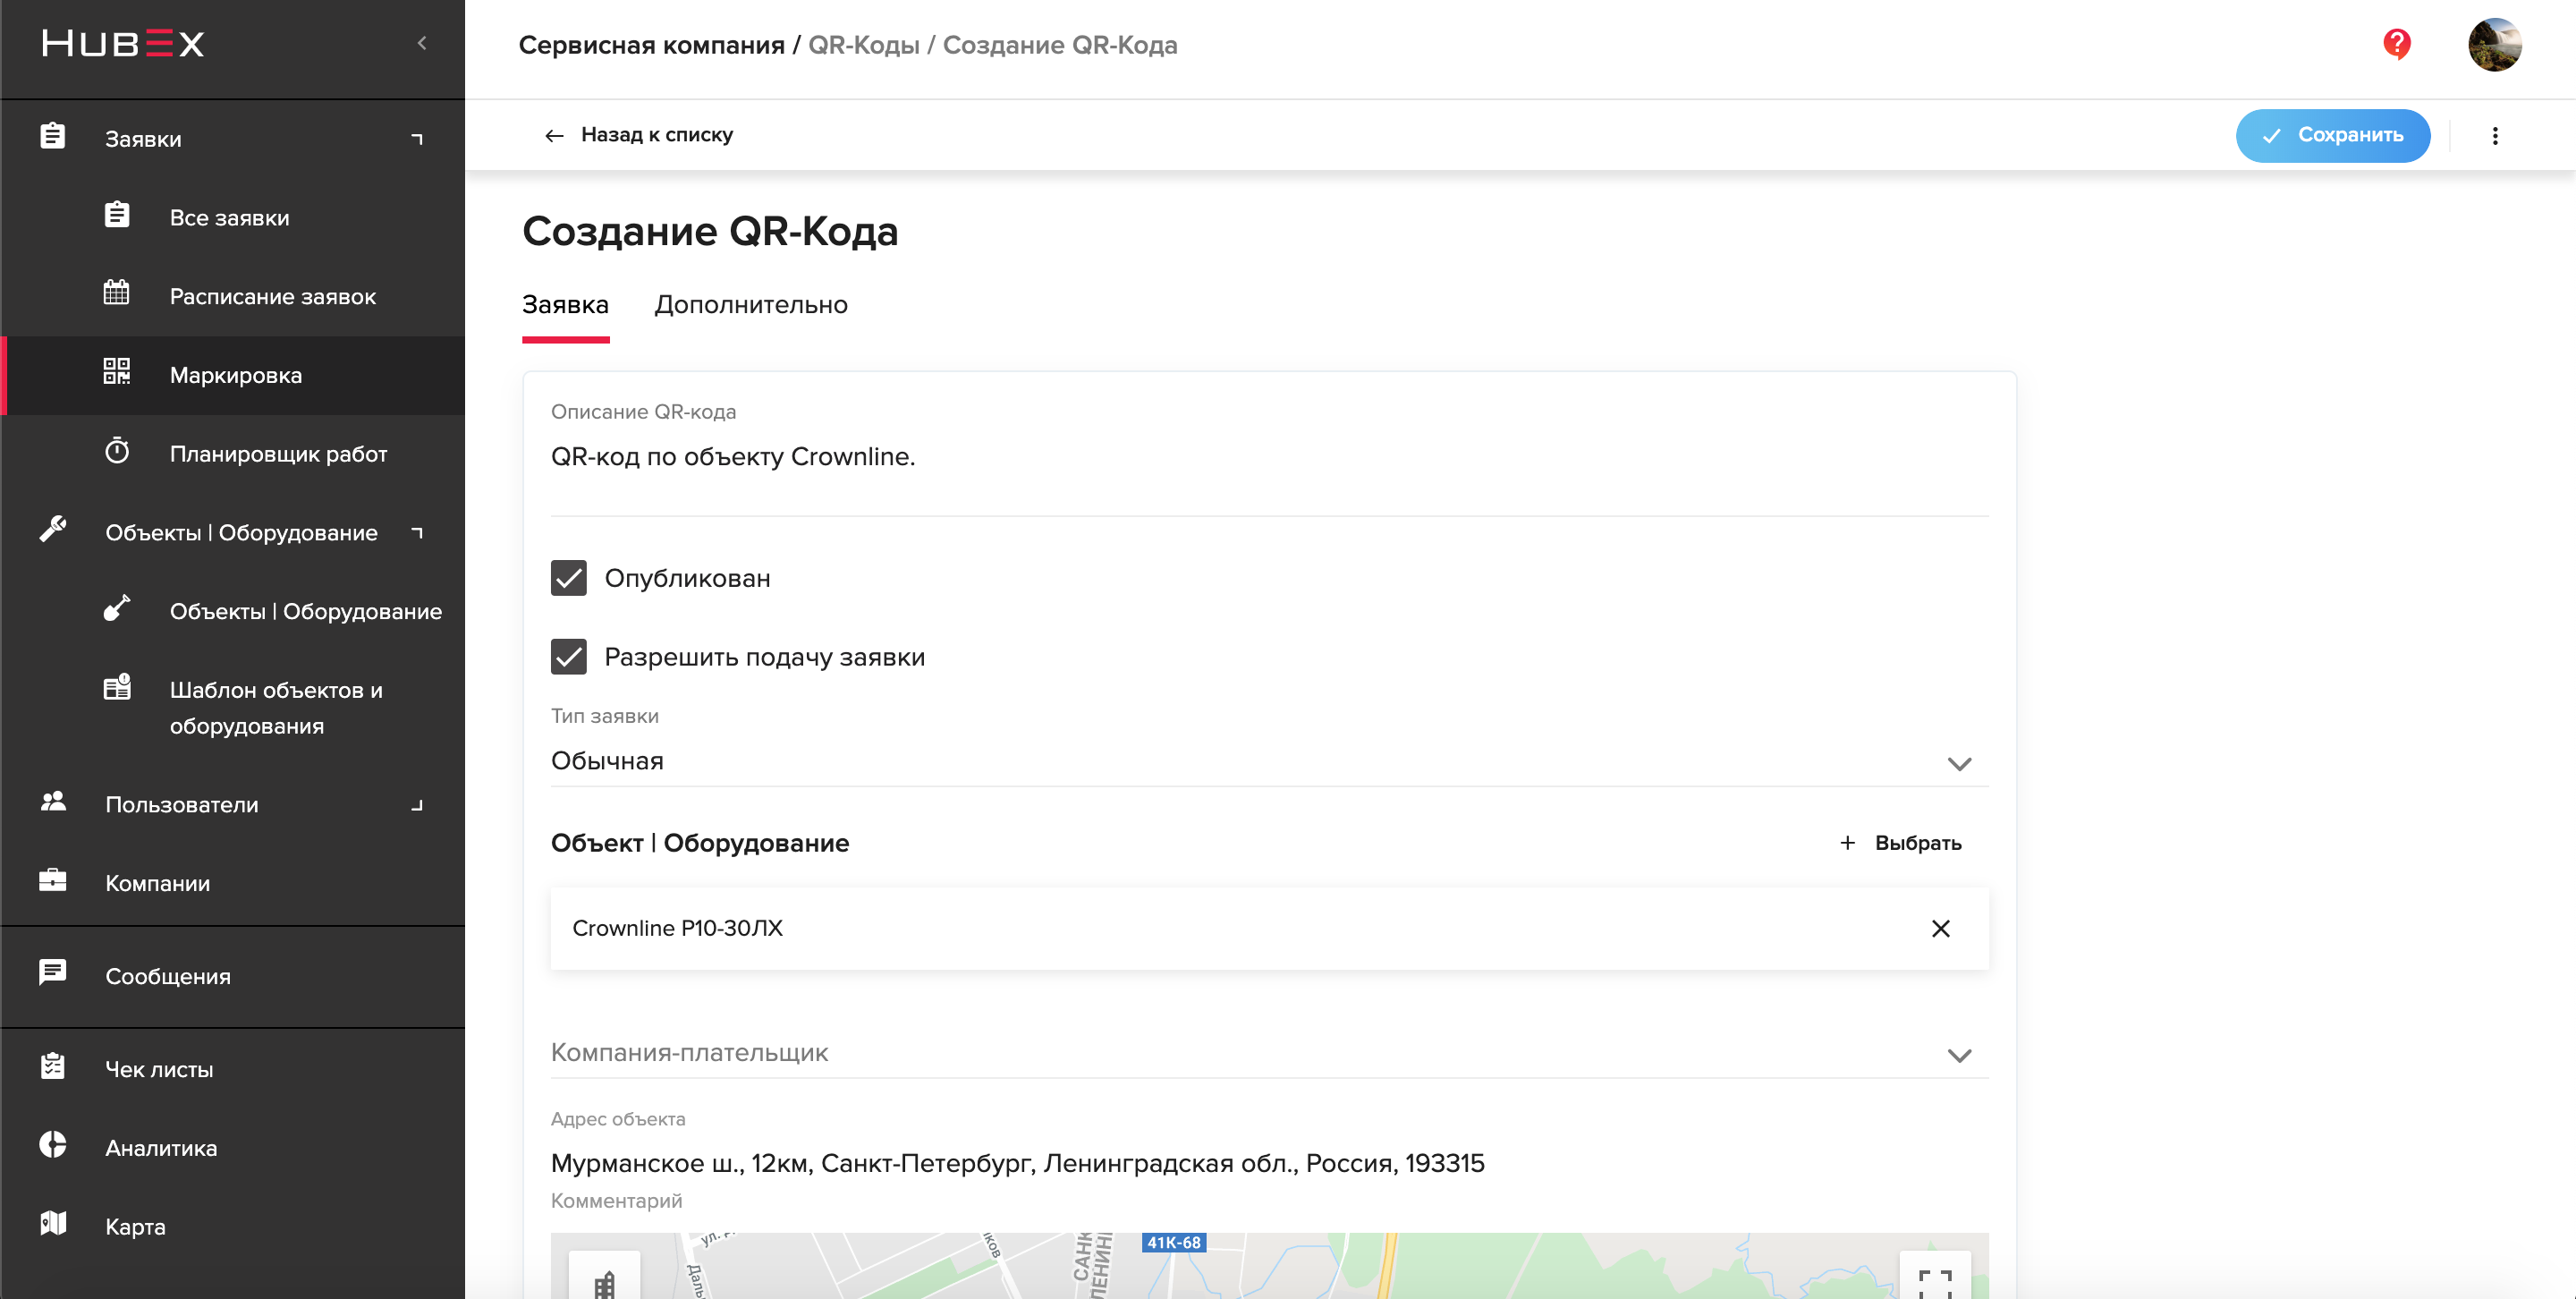 HUBEX
Заявки
Все заявки
Расписание заявок
Маркировка
Планировщик работ
Объекты | Оборудование
Объекты | Оборудование
Шаблон объектов и
оборудования
Пользователи
Компании
Сообщения
Чек листы
Аналитика
Карта
Сервисная компания / QR-Коды / Создание QR-Кода
?
Назад к списку
Сохранить
Создание QR-Кода
Заявка Дополнительно
Описание QR-кода
QR-код по объекту Crownline.
Опубликован
Разрешить подачу заявки
Тип заявки
Обычная
Объект | Оборудование
+ Выбрать
Crownline Р10-30ЛХ
Компания-плательщик
Адрес объекта
Мурманское ш., 12км, Санкт-Петербург, Ленинградская обл., Россия, 193315
Комментарий
41К-68